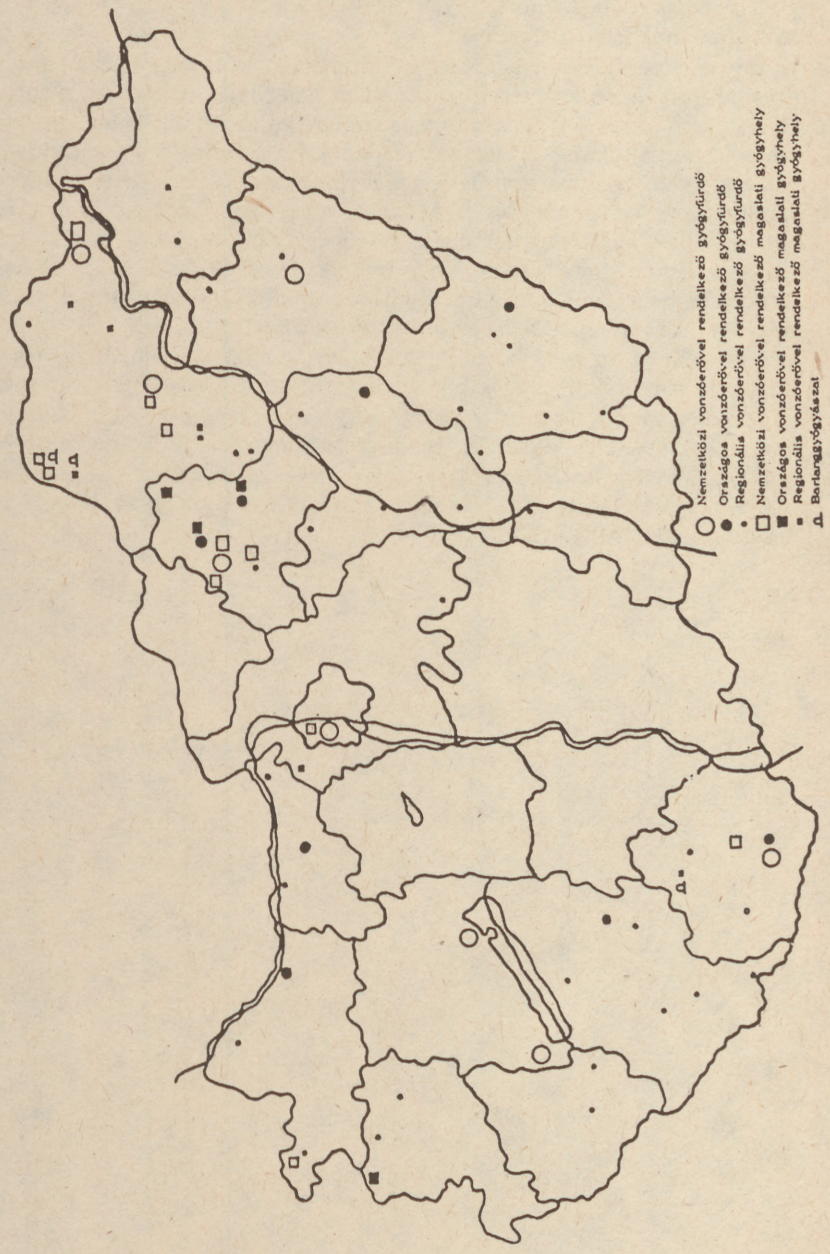 Nemzetközi vonzóerővel rendelkező gyógyfürdő
Országos vonzóerővel rendelkező gyógyfürdő
Regionális vonzóerővel rendelkező gyógyfürdő
Nemzetközi vonzóerővel rendelkező magaslati gyógyhely
Országos vonzóerővel rendelkező magaslati gyógyhely
Regionális vonzóerővel rendelkező magaslati gyógyhely
Barlanggyógyászat